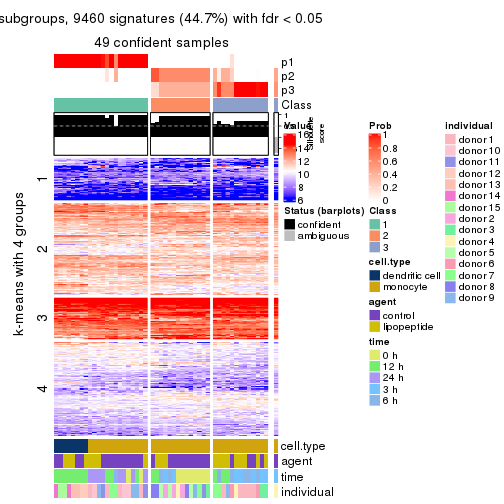 subgroups, 9460 signatures (44.7%) with fdr < 0.05
49 confident samples
p1
p2
p3
Class
1
Silhouette
score
k-means with 4 groups
1
2
3
4
cell.type
agent
time
individual
Value
16
14
12
10
8
6
Status (barplots)
confident
ambiguous
Prob
1
0.8
0.6
0.4
0.2
0
Class
1
2
3
cell.type
dendritic cell
monocyte
agent
control
lipopeptide
time
0 h
12 h
24 h
3 h
6 h
individual
donor 1
donor 10
donor 11
donor 12
donor 13
donor 14
donor 15
donor 2
donor 3
donor 4
donor 5
donor 6
donor 7
donor 8
donor 9